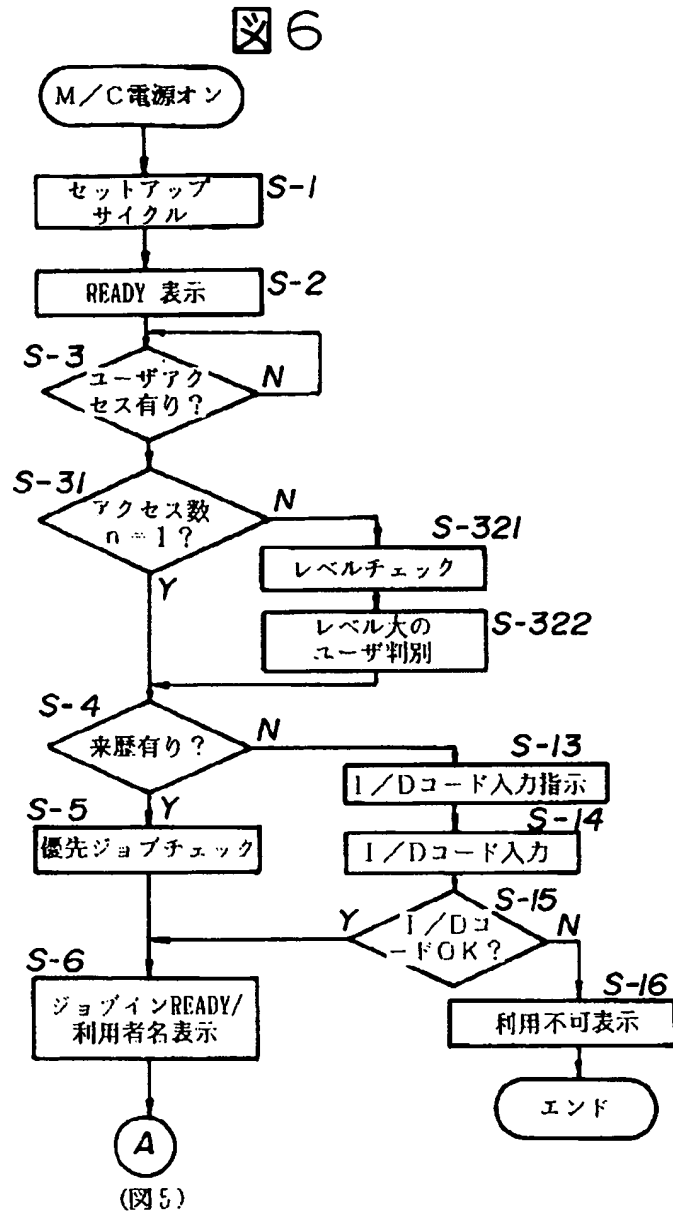 図6
M/C電源オン
セットアップ
サイクル
S-1
READY 表示
S-2
S-3
ユーザアク
セス有り?
N
S-31
アクセス数
n=1?
N
Y
S-321
レベルチェック
レベル大の
ユーザ判別
S-322
S-4
来歴有り?
N
Y
S-13
I/Dコード入力指示
S-5
優先ジョブチェック
S-14
I/Dコード入力
S-15
I/Dコ
ードOK?
Y
N
S-6
ジョブインREADY/
利用者名表示
S-16
利用不可表示
エンド
A
(図5)